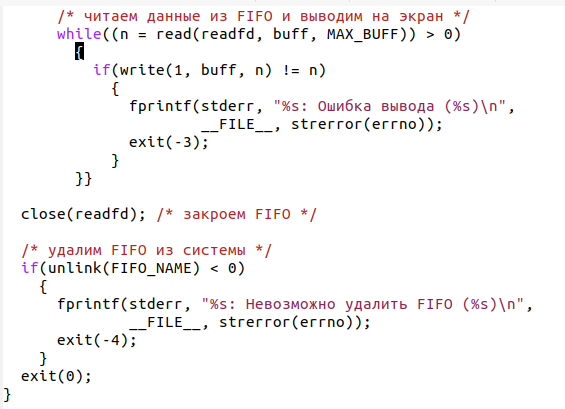 /* читаем данные из FIFO и выводим на экран */
while((n = read(readfd, buff, MAX_BUFF)) > 0)
{
if(write(1, buff, n) != n)
{
fprintf(stderr, "%s: Ошибка вывода (%s)\n",
__FILE__, strerror(errno));
exit(-3);
}
}}
close(readfd); /* закроем FIFO */
/* удалим FIFO из системы */
if(unlink(FIFO_NAME) < 0)
{
fprintf(stderr, "%s: Невозможно удалить FIFO (%s)\n",
__FILE__, strerror(errno));
exit(-4);
}
exit(0);
}